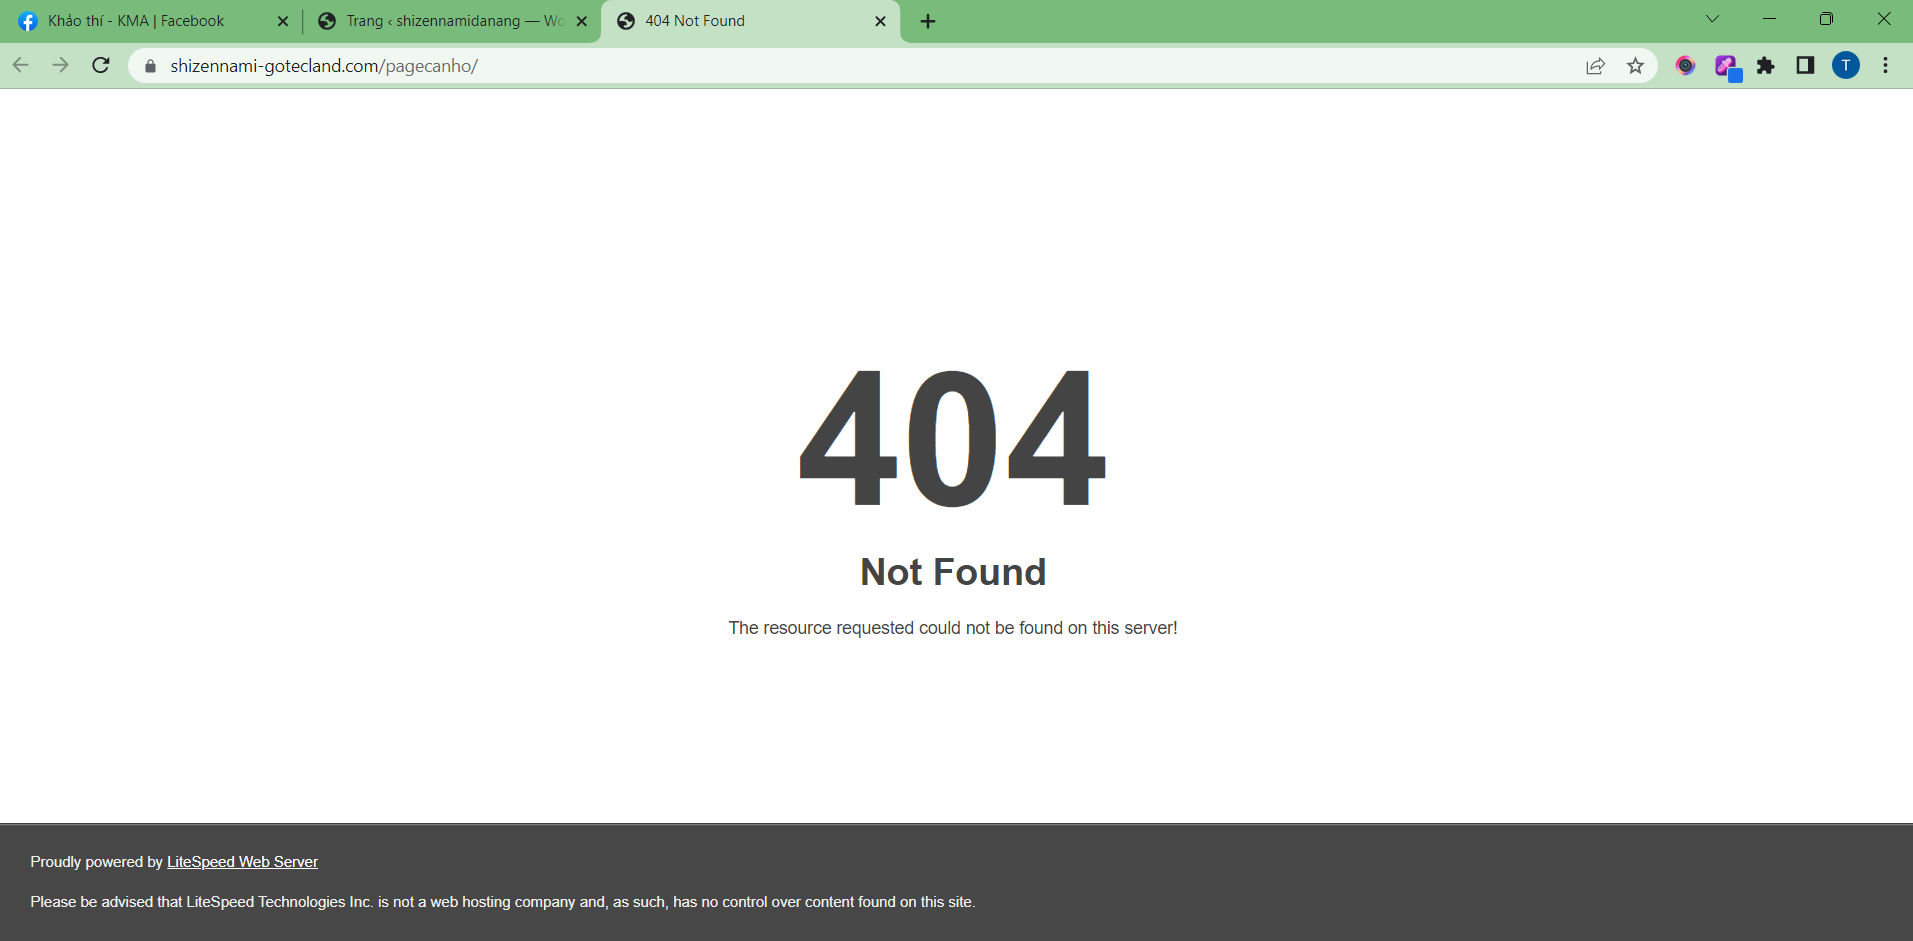 Khảo thí - KMA | Facebook
Trang ‹ shizennamidanang — Wo
404 Not Found
shizennami-gotecland.com/pagecanho/
T
404
Not Found
The resource requested could not be found on this server!
Proudly powered by LiteSpeed Web Server
Please be advised that LiteSpeed Technologies Inc. is not a web hosting company and, as such, has no control over content found on this site.